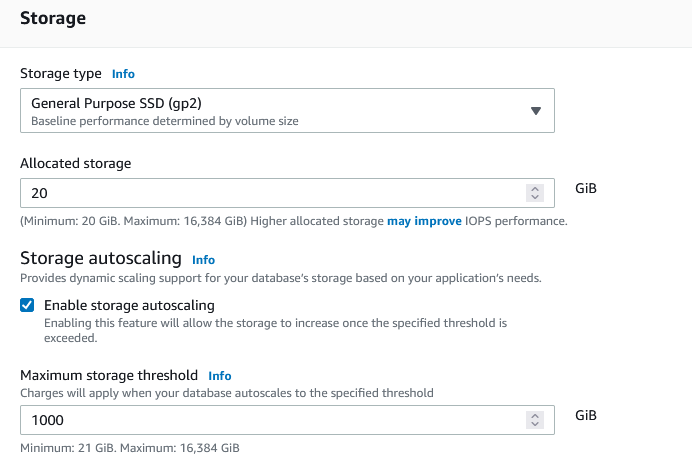 Storage
Storage type Info
General Purpose SSD (gp2)
Baseline performance determined by volume size
Allocated storage
20
GiB
(Minimum: 20 GiB. Maximum: 16,384 GiB) Higher allocated storage may improve IOPS performance.
Storage autoscaling Info
Provides dynamic scaling support for your database's storage based on your application's needs.
Enable storage autoscaling
Enabling this feature will allow the storage to increase once the specified threshold is
exceeded.
Maximum storage threshold Info
Charges will apply when your database autoscales to the specified threshold
1000
GiB
Minimum: 21 GiB. Maximum: 16,384 GiB